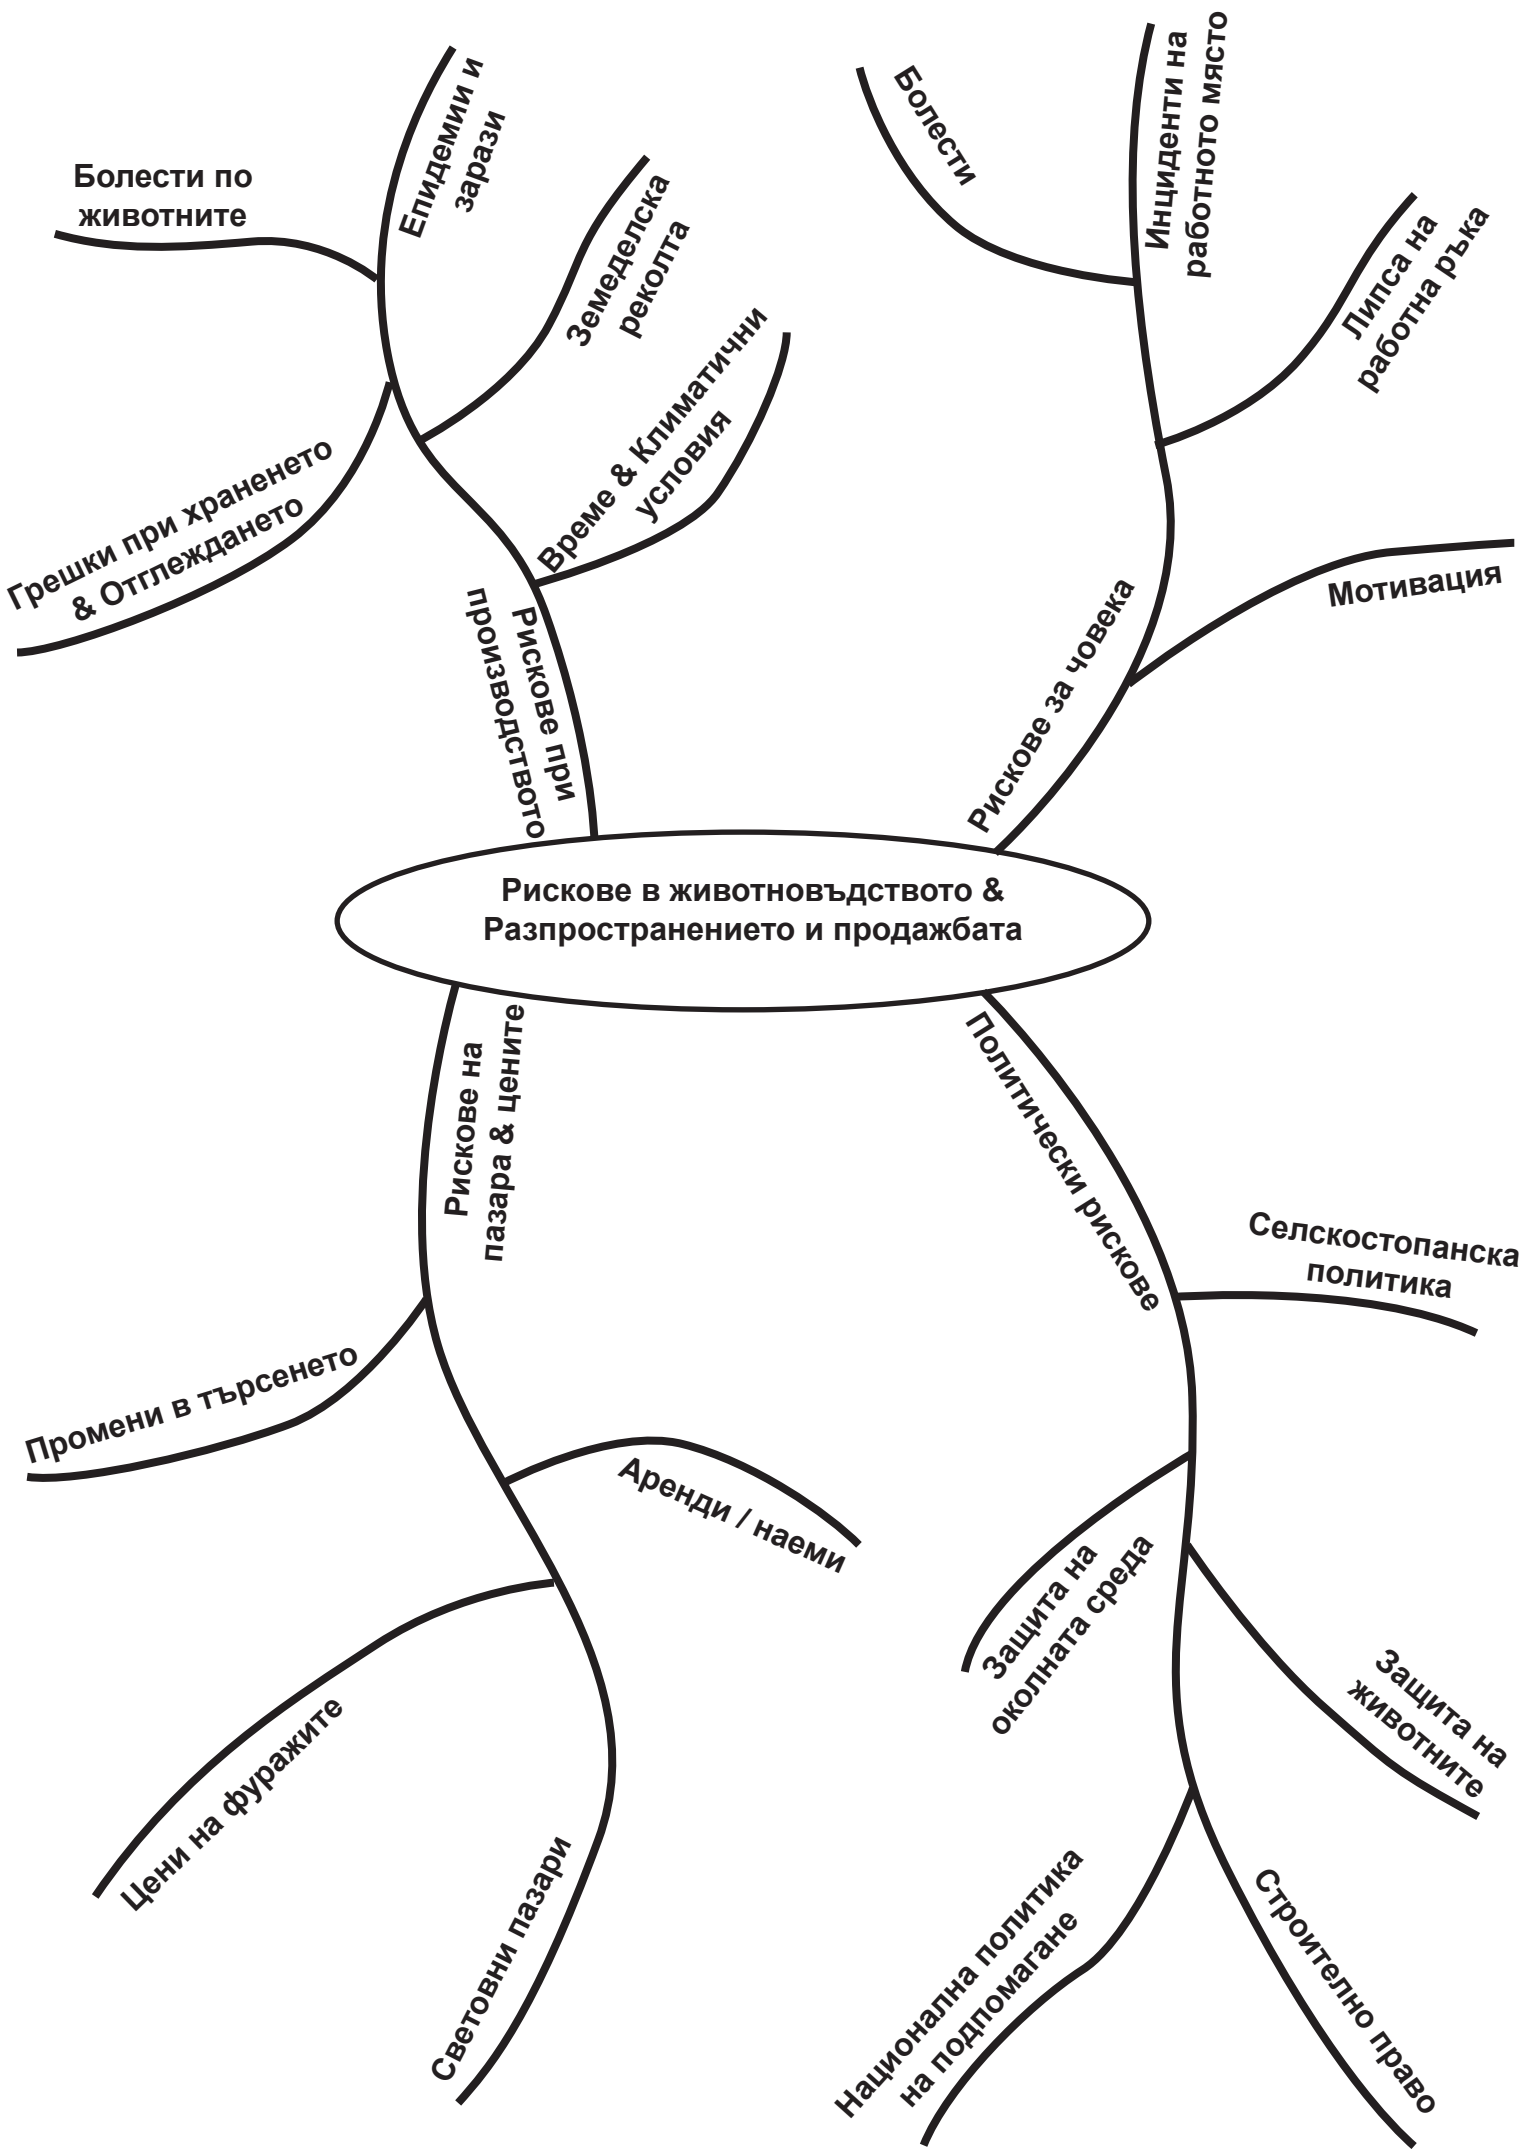 Епидемии и
зарази
Болести по
животните
Земеделска
реколта
Време & Климатични
условия
Грешки при храненето
& Отглеждането
Рискове при
производството
Болести
Инциденти на
работното място
Липса на
работна ръка
Мотивация
Рискове за човека
Рискове в животновъдството &
Разпространението и продажбата
Рискове на
пазара & цените
Промени в търсенето
Аренди / наеми
Цени на фуражите
Световни пазари
Политически рискове
Селскостопанска
политика
Защита на
околната среда
Защита на
животните
Национална политика
на подпомагане
Строително право